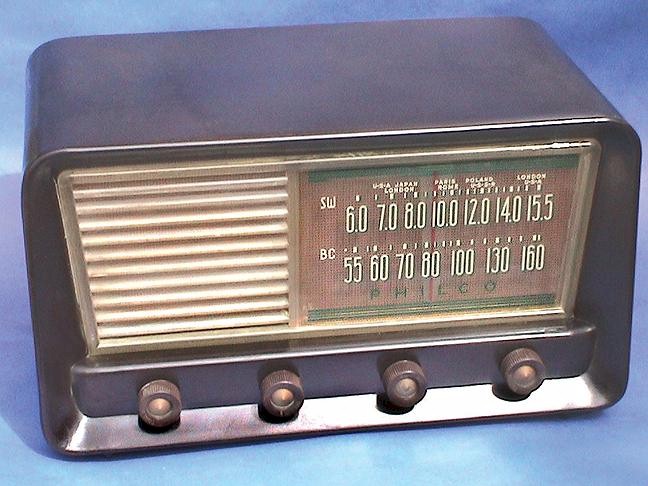 U·S·A JAPAN PARIS POLAND LONDON
LONDON ROME U·S·S·R U·S·A
SW 6.0 7.0 8.0 10.0 12.0 14.0 15.5
BC 55 60 70 80 100 130 160
PHILCO